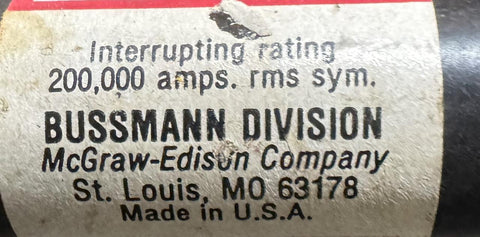 Interrupting rating
200,000 amps. rms sym.
BUSSMANN DIVISION
McGraw-Edison Company
St. Louis, MO 63178
Made in U.S.A.